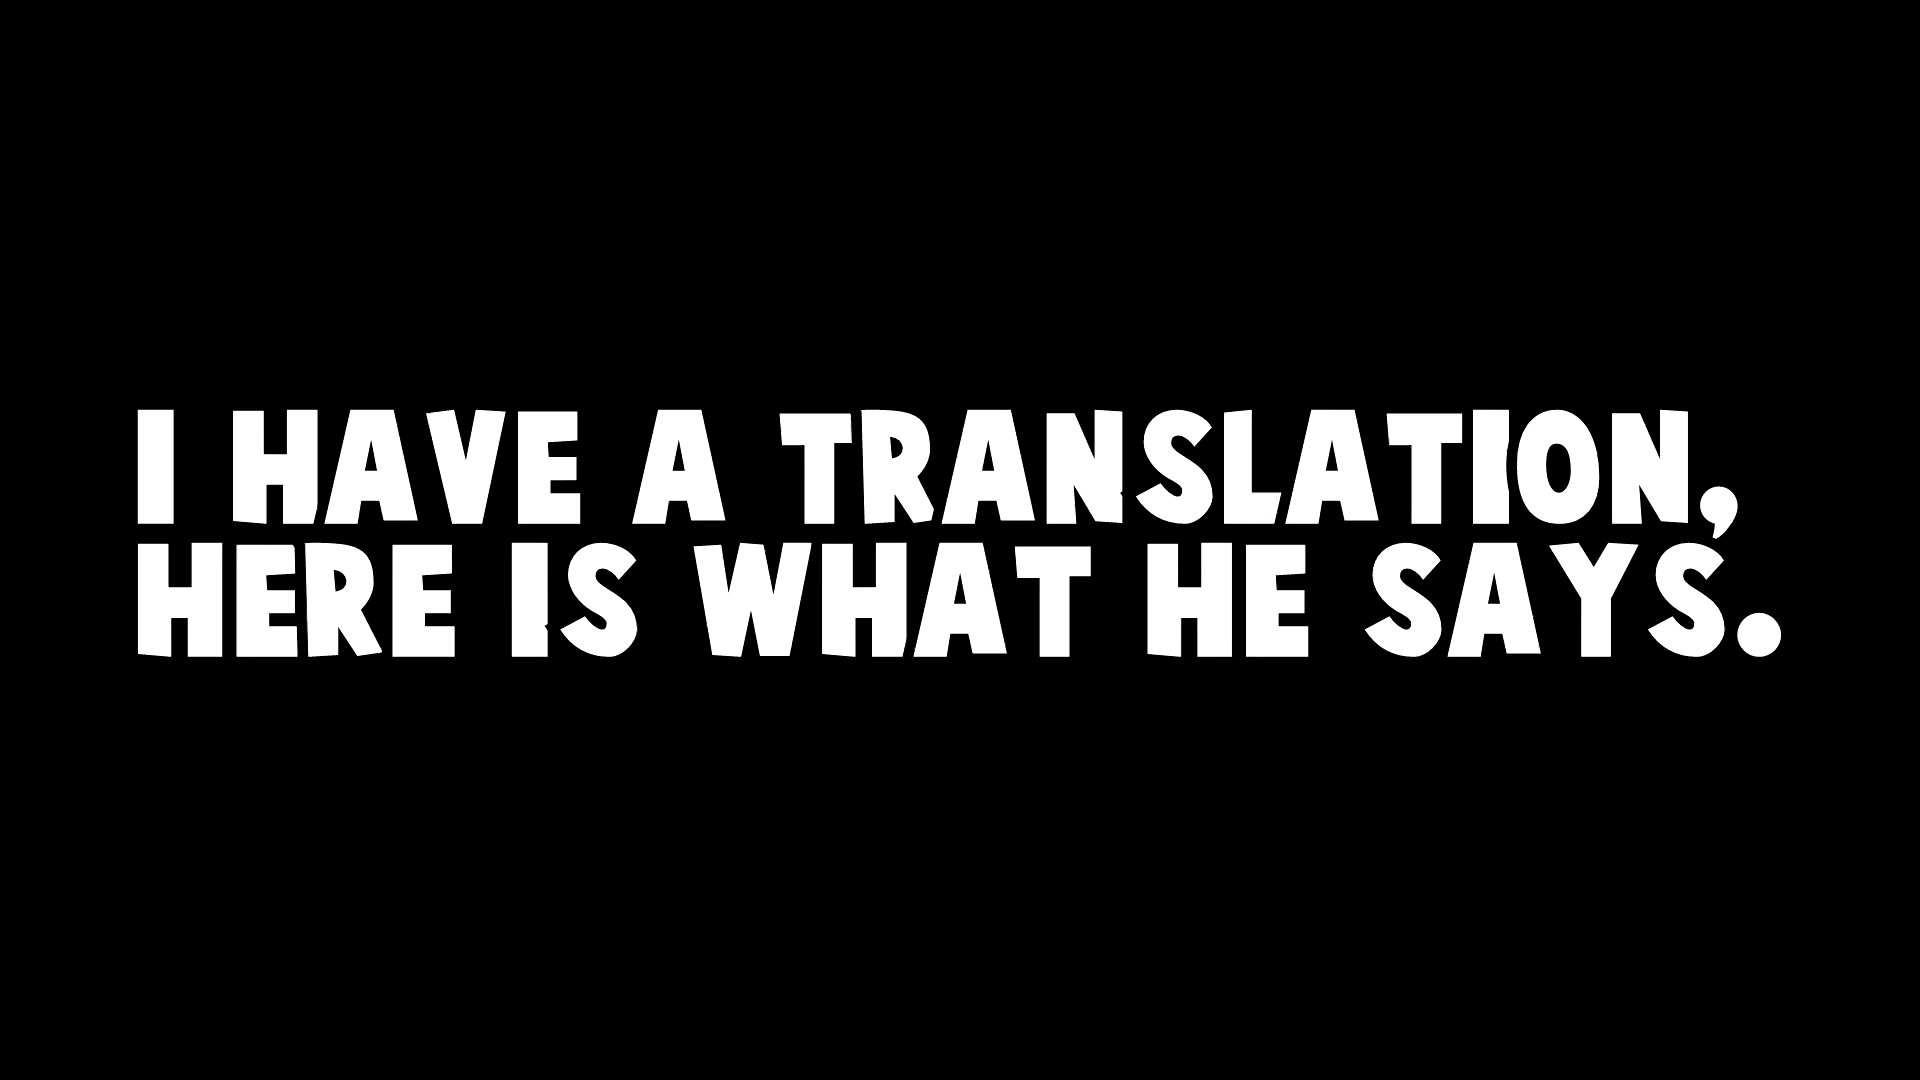 I HAVE A TRANSLATION,
HERE IS WHAT HE SAYS.